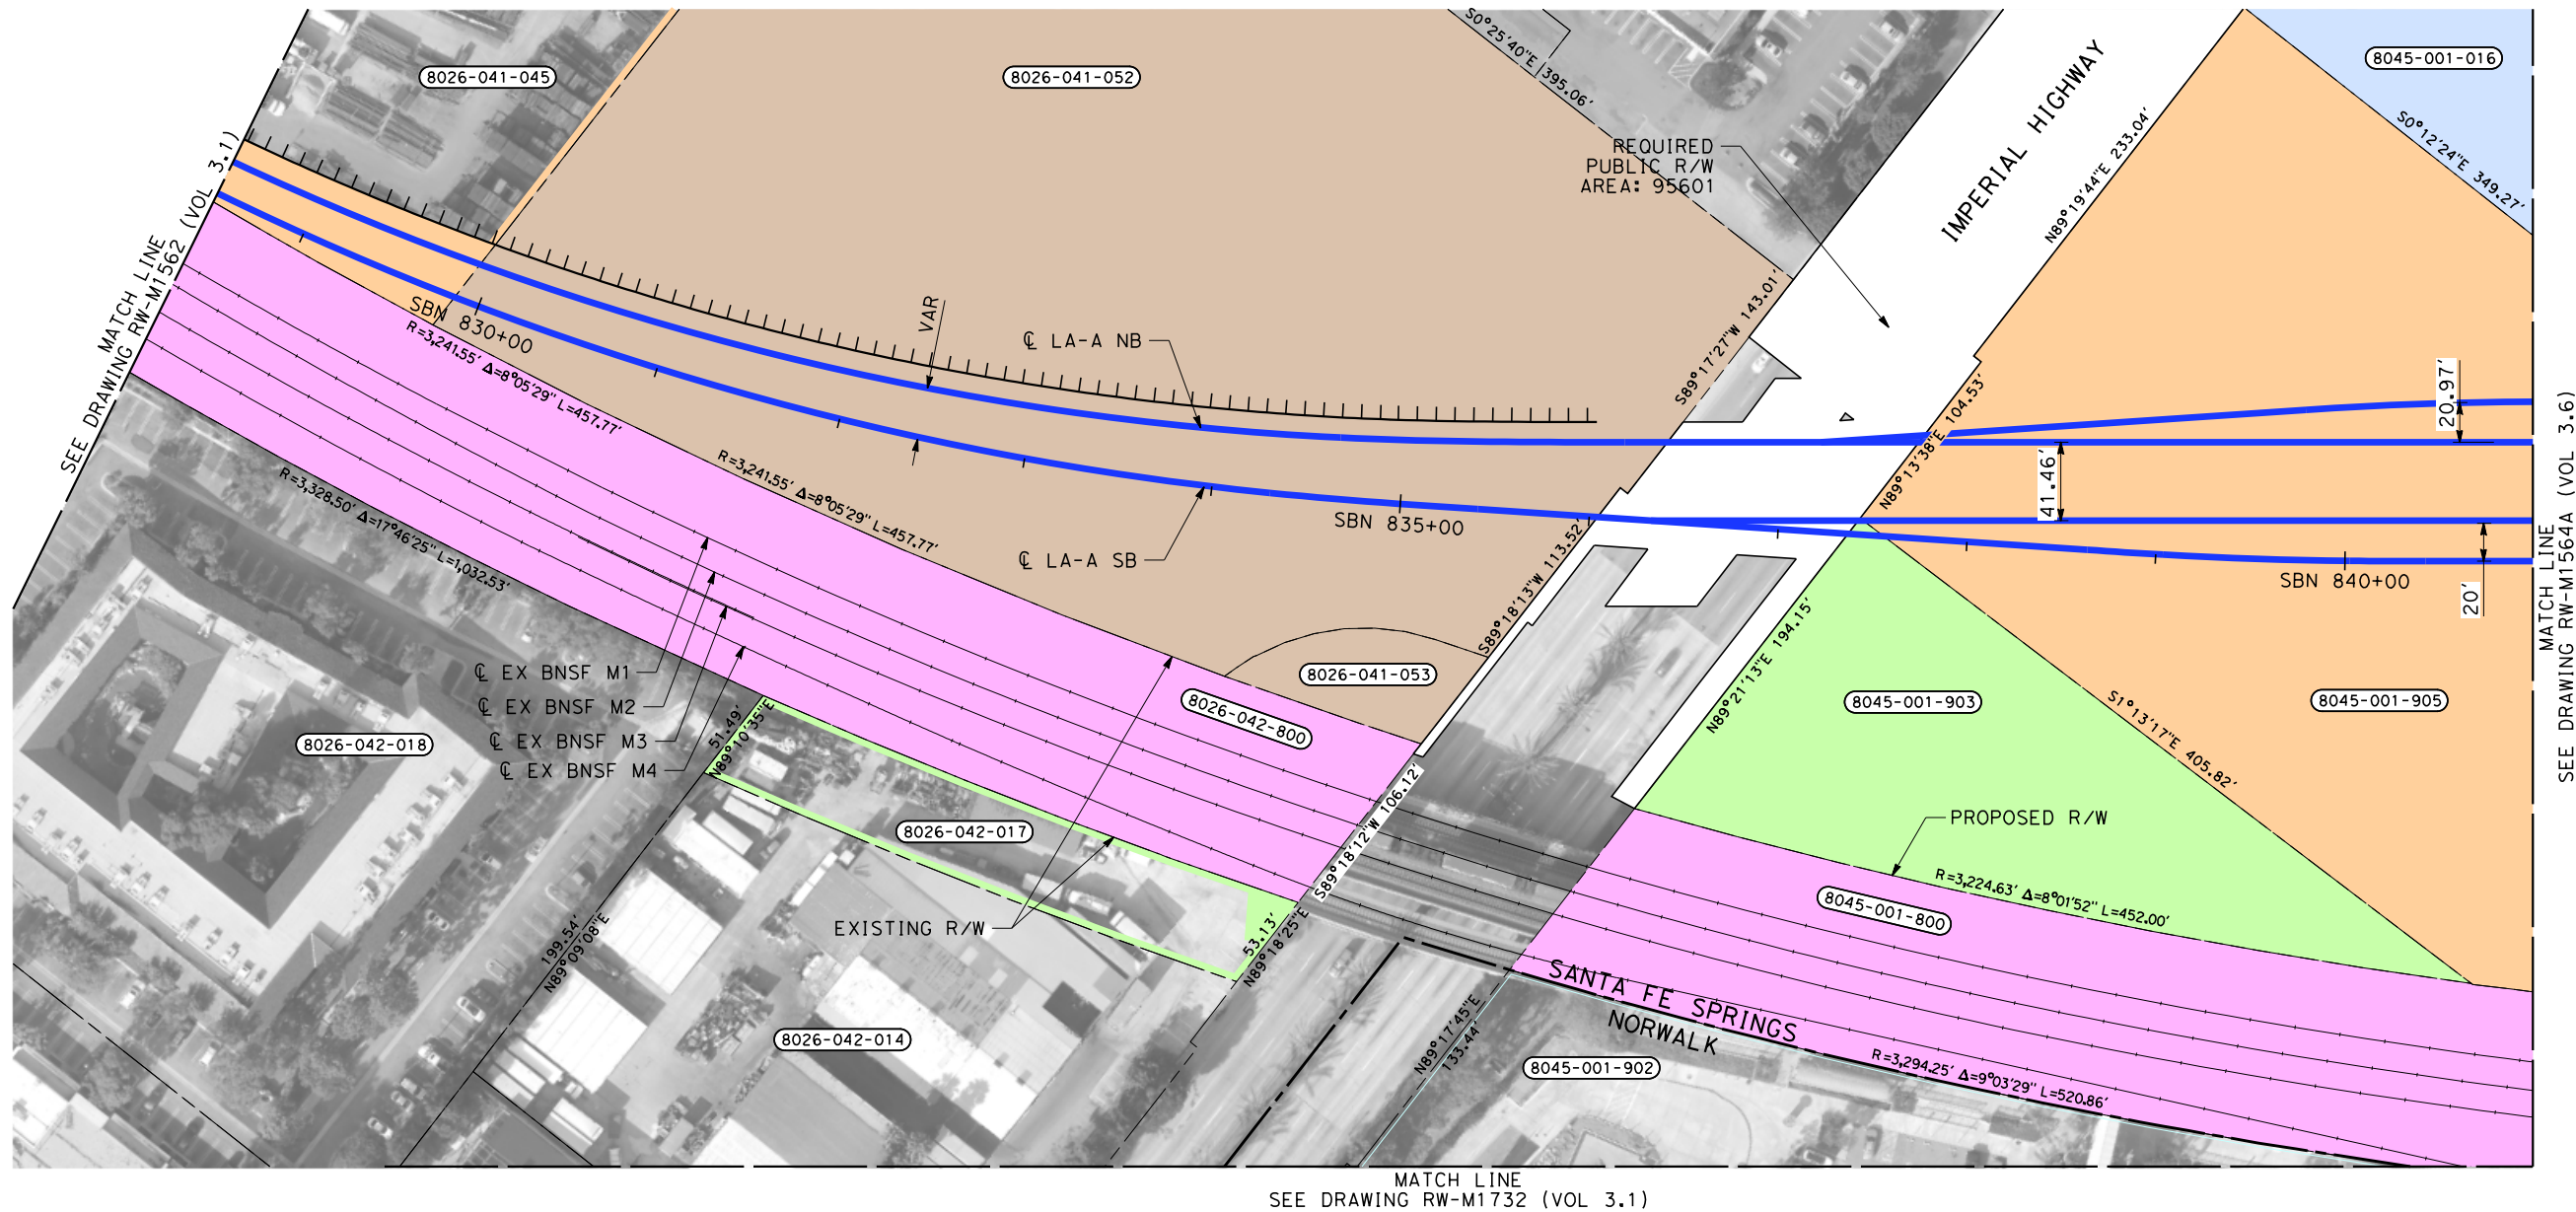 8026-041-045
8026-041-052
S0°25'40"E 395.06'
8045-001-016
IMPERIAL HIGHWAY
S0°12'24"E 349.27'
N89°19'44"E 233.04'
REQUIRED
PUBLIC R/W
AREA: 95601
MATCH LINE
SEE DRAWING RW-M1562 (VOL 3.1)
SBN 830+00
R=3,241.55' Δ=8°05'29" L=457.77'
VAR
℄ LA-A NB
S89°17'27"W 143.01'
N89°13'38"E 104.53'
20.97'
41.46'
20'
R=3,241.55' Δ=8°05'29" L=457.77'
R=3,328.50' Δ=17°46'25" L=1,032.53'
SBN 835+00
℄ LA-A SB
S89°18'13"W 113.52'
SBN 840+00
MATCH LINE
SEE DRAWING RW-M1564A (VOL 3.6)
℄ EX BNSF M1
℄ EX BNSF M2
℄ EX BNSF M3
℄ EX BNSF M4
8026-041-053
8026-042-800
N89°21'13"E 194.15'
8045-001-903
8045-001-905
S1°13'17"E 405.82'
8026-042-018
51.49'
N89°10'35"E
8026-042-017
S89°18'12"W 106.12'
PROPOSED R/W
R=3,224.63' Δ=8°01'52" L=452.00'
8045-001-800
EXISTING R/W
53.13'
N89°18'25"E
199.54'
N89°09'08"E
8026-042-014
SANTA FE SPRINGS
NORWALK
N89°17'45"E
133.44'
8045-001-902
R=3,294.25' Δ=9°03'29" L=520.86'
MATCH LINE
SEE DRAWING RW-M1732 (VOL 3.1)